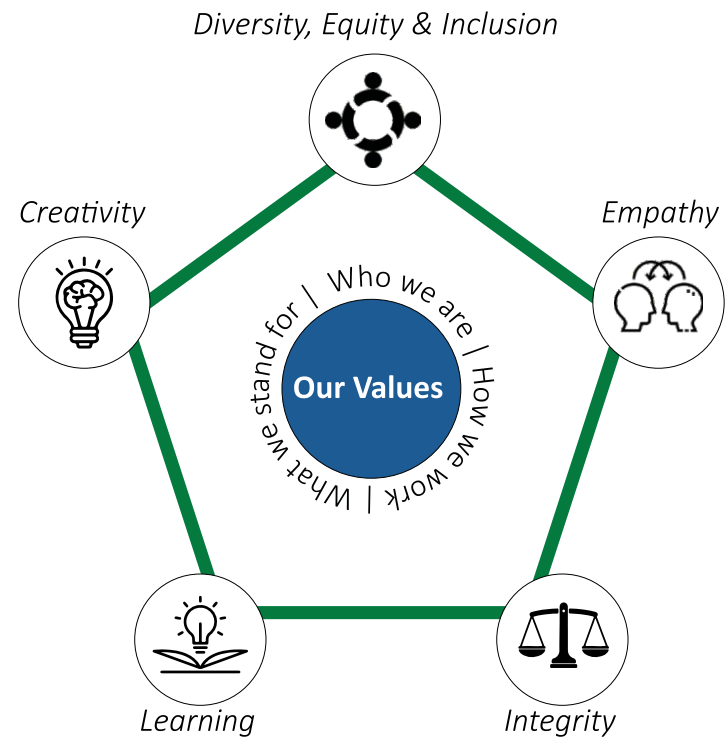 Diversity, Equity & Inclusion
Creativity
Empathy
Who we are | How we work | What we stand for |
Our Values
Learning
Integrity